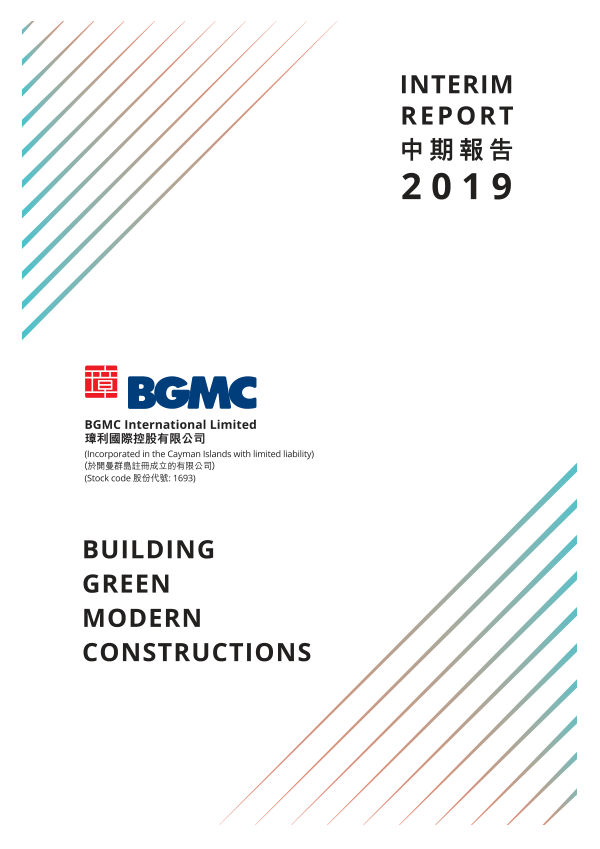 INTERIM
REPORT
中期報告
2019
BGMC
BGMC International Limited
璋利國際控股有限公司
(Incorporated in the Cayman Islands with limited liability)
(於開曼群島註冊成立的有限公司)
(Stock code 股份代號: 1693)
BUILDING
GREEN
MODERN
CONSTRUCTIONS